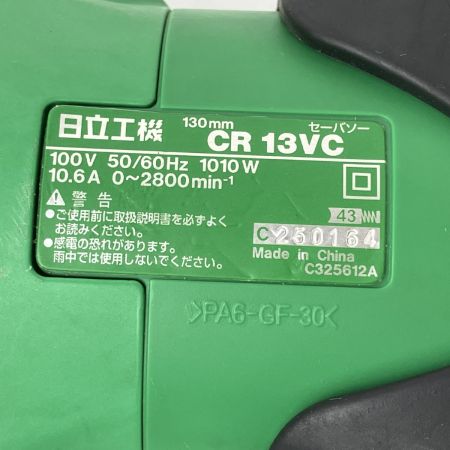 日立工機 130mm CR 13VC セーバソー
100V 50/60Hz 1010W
10.6A 0～2800min-1
警告
●ご使用前に取扱説明書を必ずよく
お読みください。
●感電の恐れがあります。
雨中では使用しないでください。
43
C 250164
Made in China
C325612A
>PA6-GF-30<